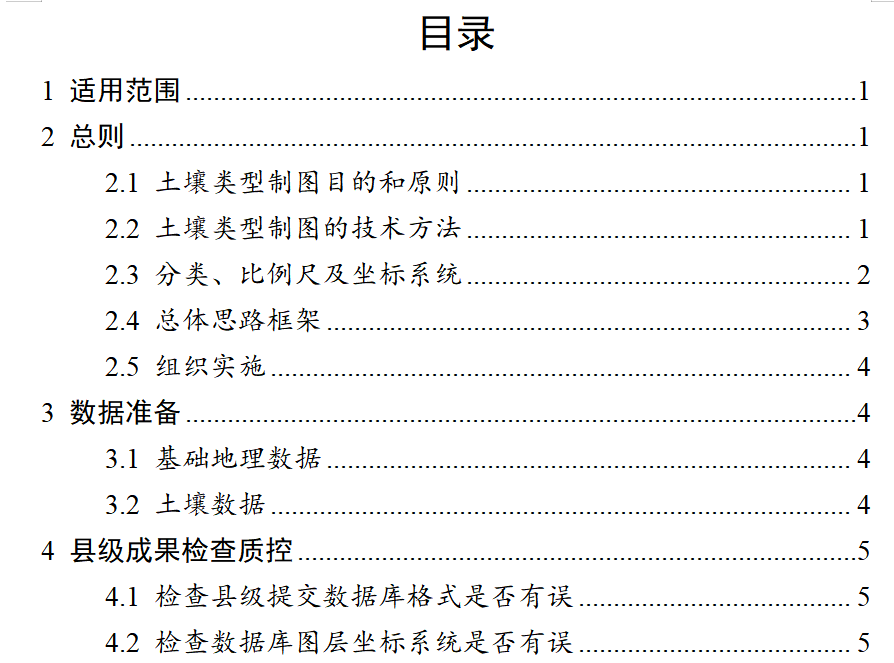 目录
1 适用范围........................................1
2 总则........................................1
2.1 土壤类型制图目的和原则........................................1
2.2 土壤类型制图的技术方法........................................1
2.3 分类、比例尺及坐标系统........................................2
2.4 总体思路框架........................................3
2.5 组织实施........................................4
3 数据准备........................................4
3.1 基础地理数据........................................4
3.2 土壤数据........................................4
4 县级成果检查质控........................................5
4.1 检查县级提交数据库格式是否有误........................................5
4.2 检查数据库图层坐标系统是否有误........................................5